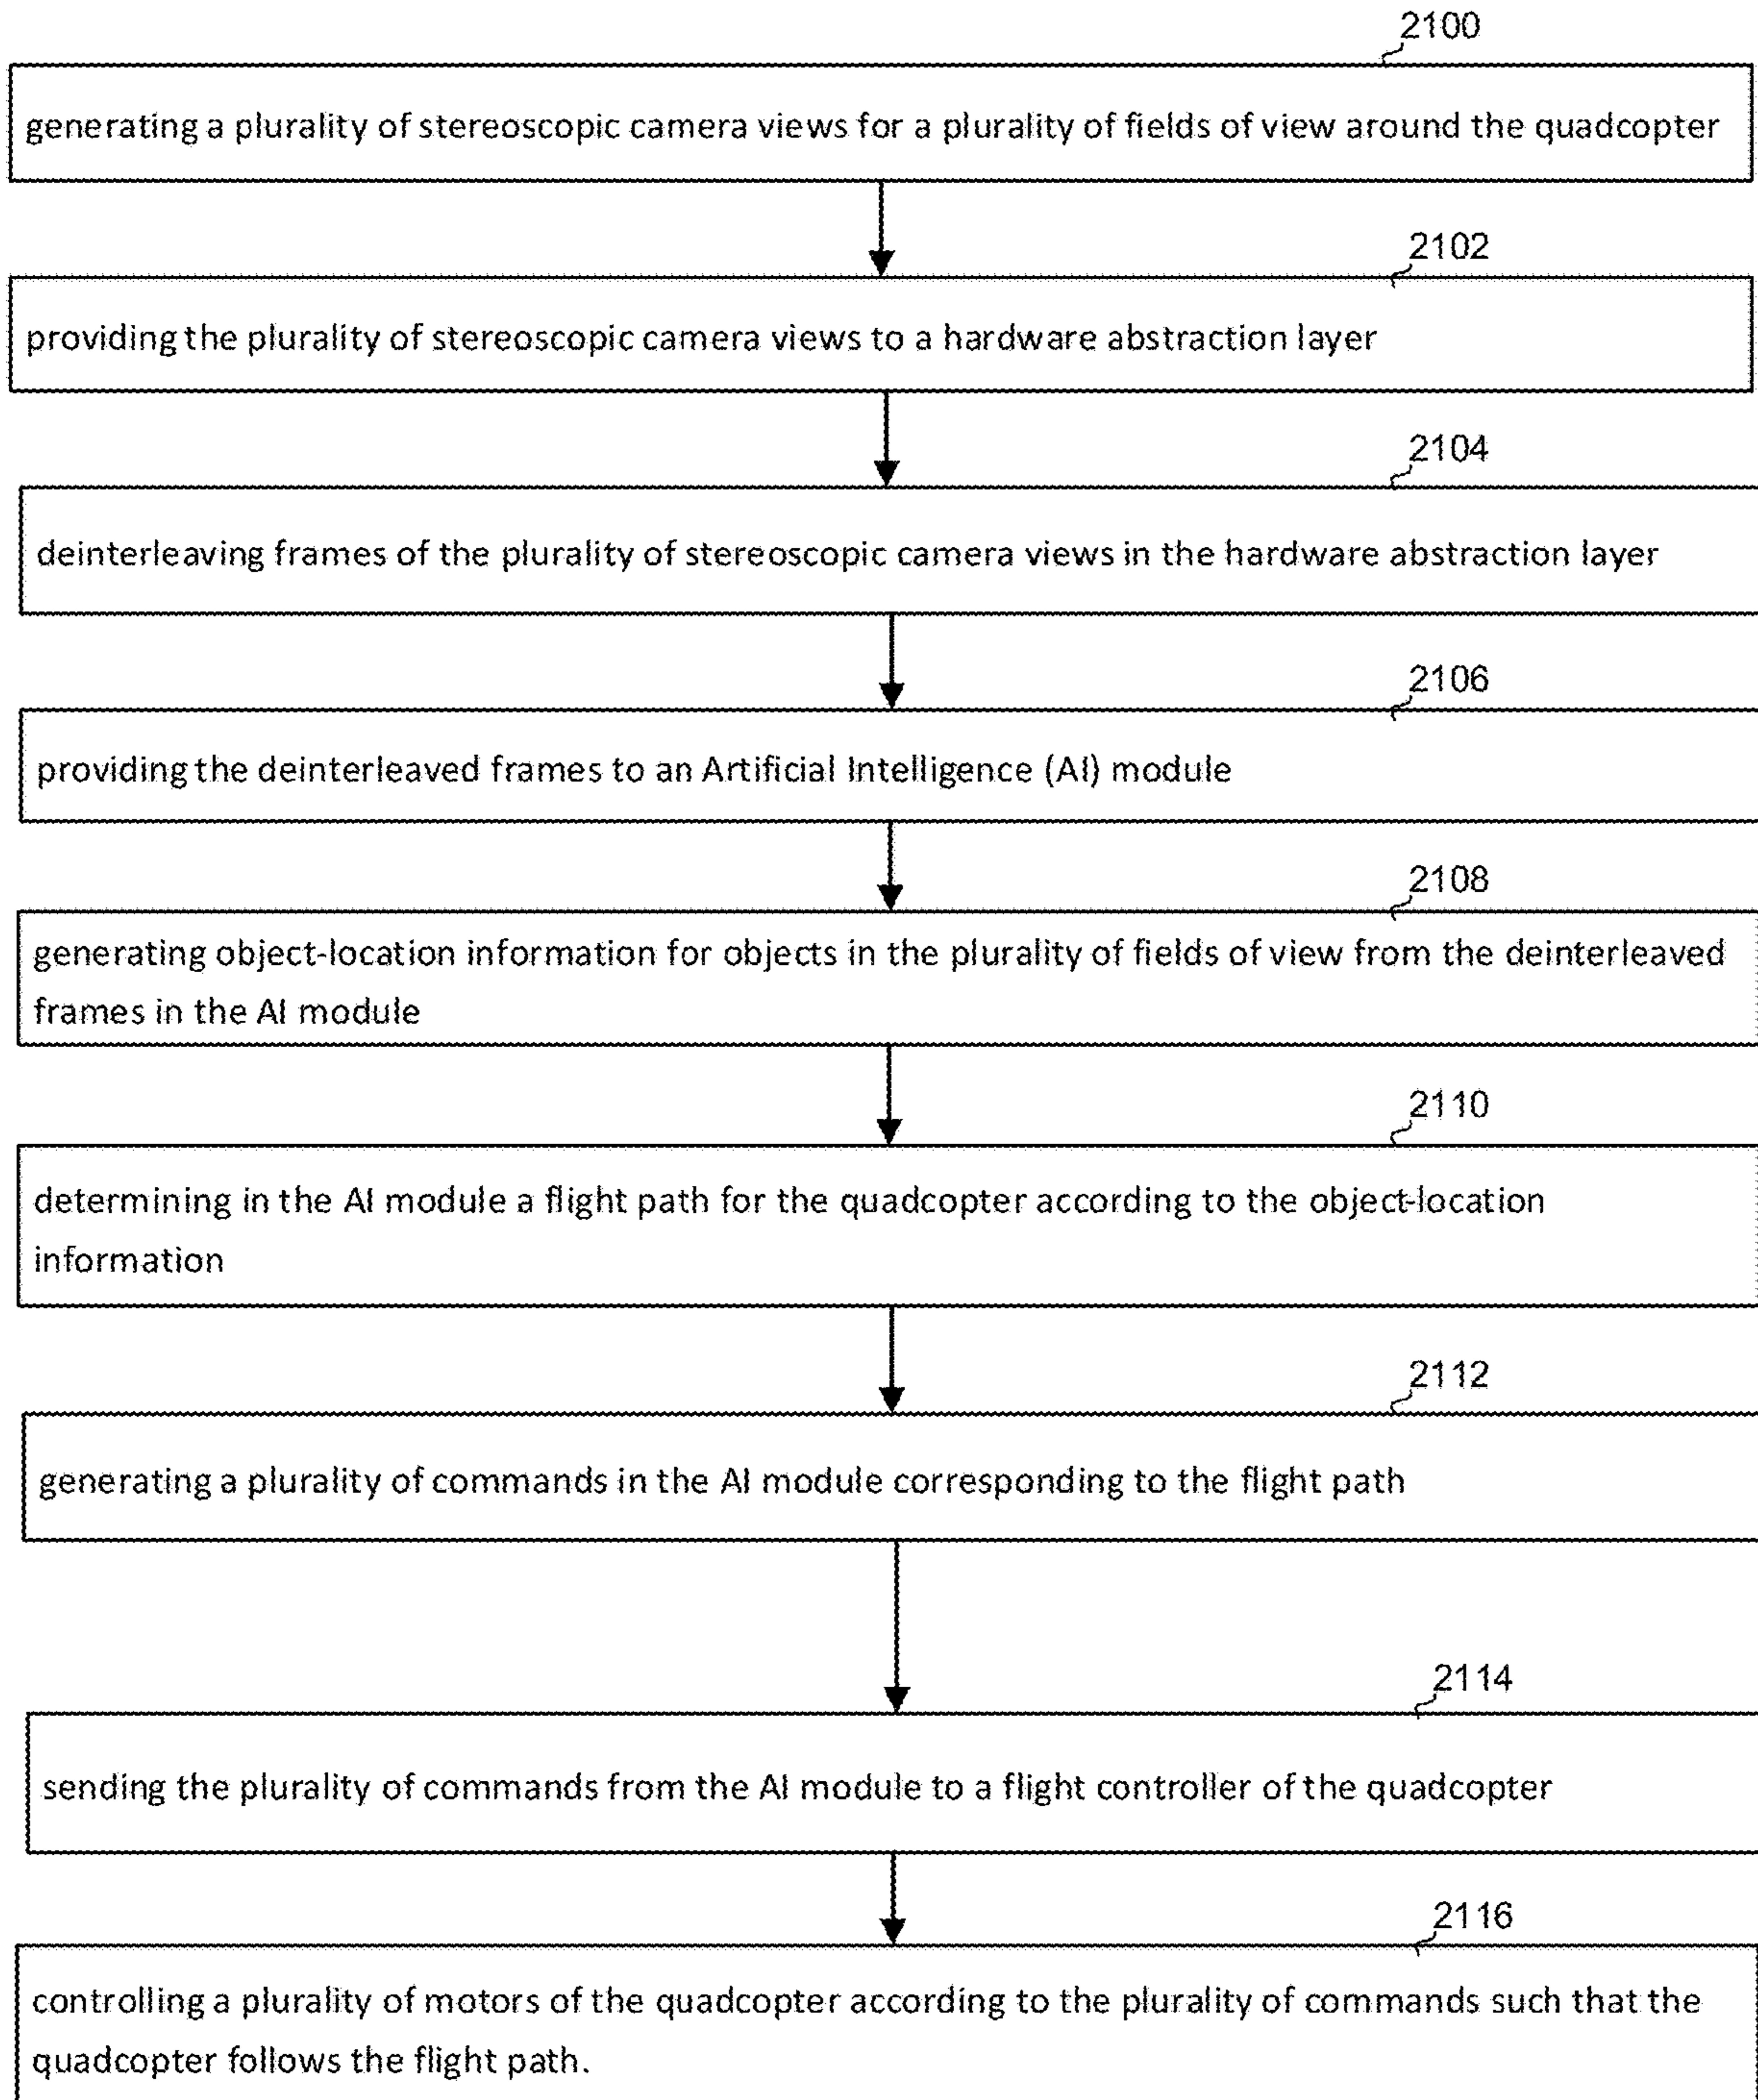 2100
generating a plurality of stereoscopic camera views for a plurality of fields of view around the quadcopter
2102
providing the plurality of stereoscopic camera views to a hardware abstraction layer
2104
deinterleaving frames of the plurality of stereoscopic camera views in the hardware abstraction layer
2106
providing the deinterleaved frames to an Artificial Intelligence (AI) module
2108
generating object-location information for objects in the plurality of fields of view from the deinterleaved
frames in the AI module
2110
determining in the AI module a flight path for the quadcopter according to the object-location
information
2112
generating a plurality of commands in the AI module corresponding to the flight path
2114
sending the plurality of commands from the AI module to a flight controller of the quadcopter
2116
controlling a plurality of motors of the quadcopter according to the plurality of commands such that the
quadcopter follows the flight path.